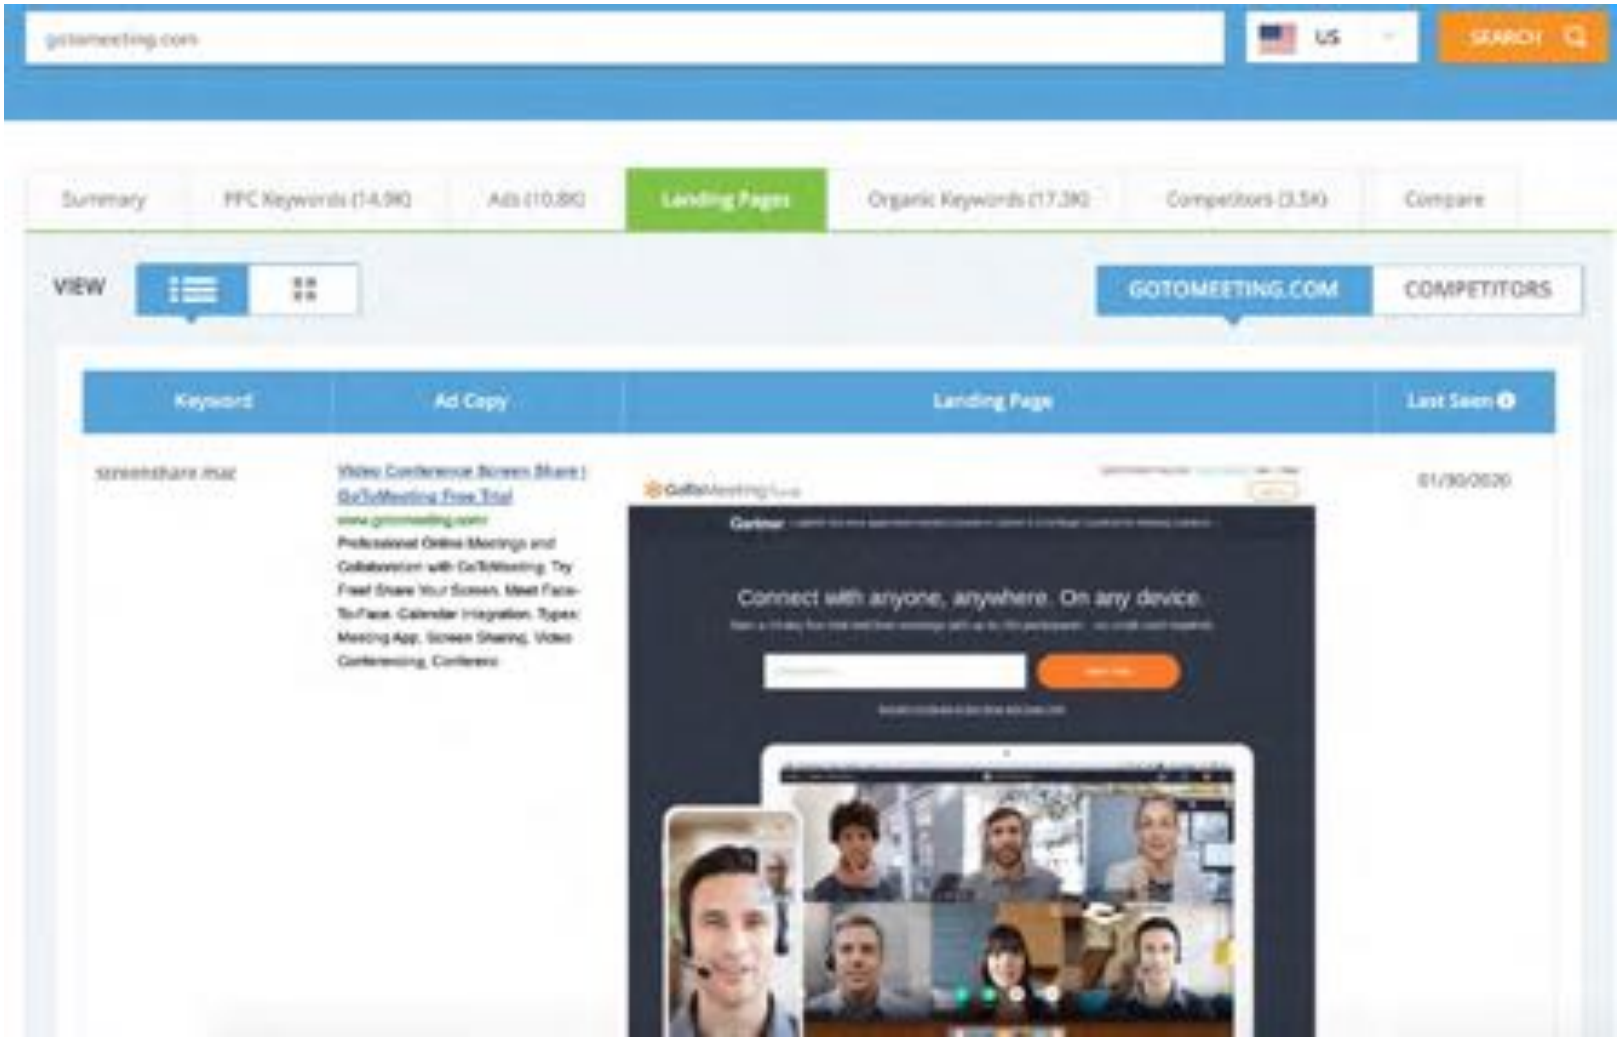 gotomeeting.com
US
SEARCH
Summary
PPC Keywords (14.9K)
Ads (10.8K)
Landing Pages
Organic Keywords (17.3K)
Competitors (3.5K)
Compare
VIEW
GOTOMEETING.COM
COMPETITORS
Keyword
Ad Copy
Landing Page
Last Seen
screenshare mac
Video Conference Screen Share |
GoToMeeting Free Trial
www.gotomeeting.com/
Professional Online Meetings and
Collaboration with GoToMeeting. Try
Free! Share Your Screen. Meet Face-
To-Face. Calendar Integration. Types:
Meeting App, Screen Sharing, Video
Conferencing, Conferenc
GoToMeeting
Gartner
Connect with anyone, anywhere. On any device.
01/30/2020